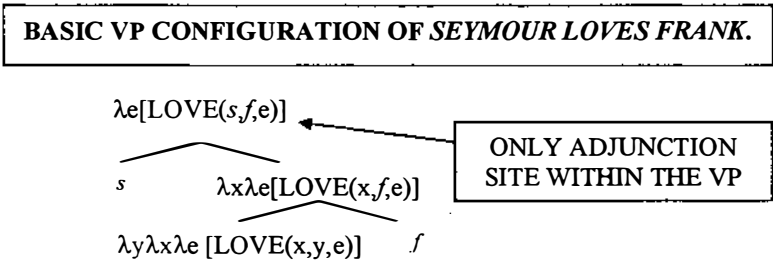 BASIC VP CONFIGURATION OF SEYMOUR LOVES FRANK.
λe[LOVE(s,f,e)]
ONLY ADJUNCTION
SITE WITHIN THE VP
s λxλe[LOVE(x,f,e)]
λyλxλe [LOVE(x,y,e)] f